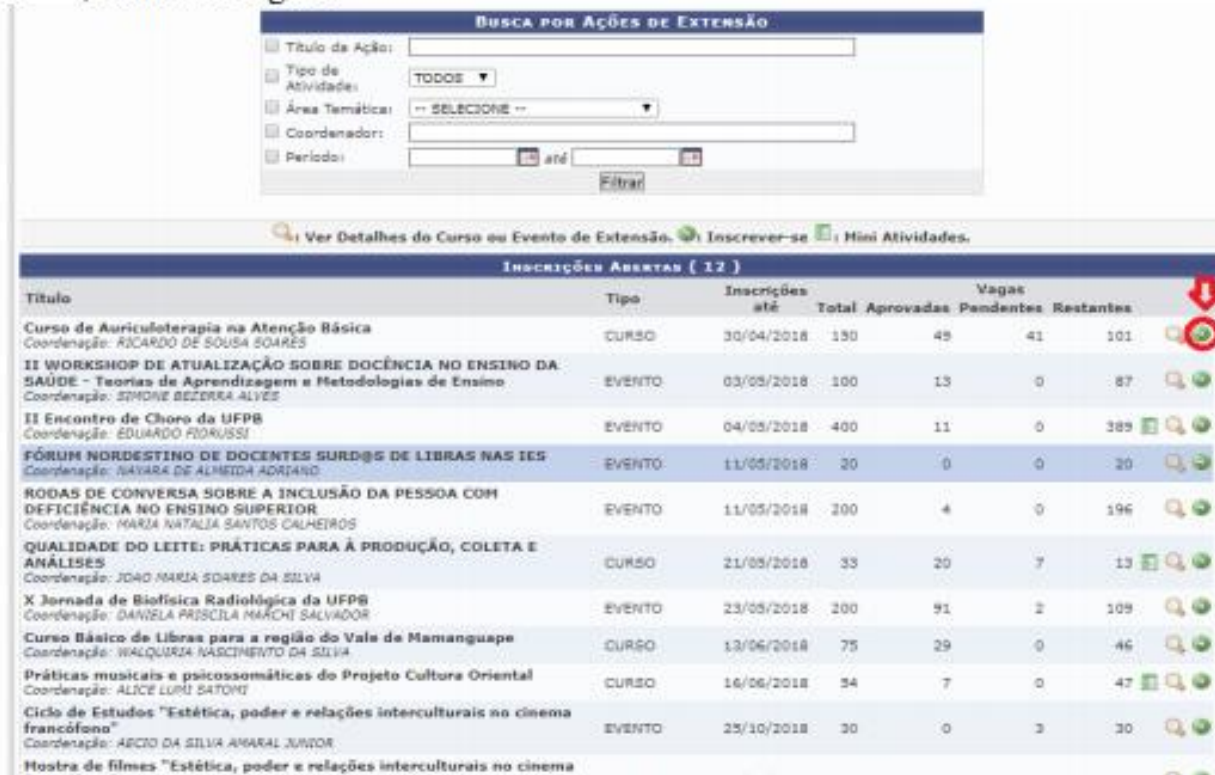 BUSCA POR AÇÕES DE EXTENSÃO
Título da Ação:
Tipo de Atividade: TODOS
Área Temática: -- SELECIONE --
Coordenador:
Período: até
Filtrar
: Ver Detalhes do Curso ou Evento de Extensão. : Inscrever-se : Mini Atividades.
INSCRIÇÕES ABERTAS ( 12 )
Título Tipo Inscrições até Vagas Total Aprovadas Pendentes Restantes
Curso de Auriculoterapia na Atenção Básica CURSO 30/04/2018 150 49 41 101
Coordenação: RICARDO DE SOUSA SOARES
II WORKSHOP DE ATUALIZAÇÃO SOBRE DOCÊNCIA NO ENSINO DA
SAÚDE - Teorias de Aprendizagem e Metodologias de Ensino EVENTO 03/05/2018 100 13 0 87
Coordenação: SIMONE BEZERRA ALVES
II Encontro de Choro da UFPB EVENTO 04/05/2018 400 11 0 389
Coordenação: EDUARDO FIORUSSI
FÓRUM NORDESTINO DE DOCENTES SURD@S DE LIBRAS NAS IES EVENTO 11/05/2018 20 0 0 20
Coordenação: NAYARA DE ALMEIDA ADRIANO
RODAS DE CONVERSA SOBRE A INCLUSÃO DA PESSOA COM
DEFICIÊNCIA NO ENSINO SUPERIOR EVENTO 11/05/2018 200 4 0 196
Coordenação: MARIA NATALIA SANTOS CALHEIROS
QUALIDADE DO LEITE: PRÁTICAS PARA À PRODUÇÃO, COLETA E
ANÁLISES CURSO 21/05/2018 33 20 7 13
Coordenação: JOAO MARIA SOARES DA SILVA
X Jornada de Biofísica Radiológica da UFPB EVENTO 23/05/2018 200 91 2 109
Coordenação: DANIELA PRISCILA MARCHI SALVADOR
Curso Básico de Libras para a região do Vale de Mamanguape CURSO 13/06/2018 75 29 0 46
Coordenação: WALQUIRIA NASCIMENTO DA SILVA
Práticas musicais e psicossomáticas do Projeto Cultura Oriental CURSO 16/06/2018 54 7 0 47
Coordenação: ALICE LUMI SATOMI
Ciclo de Estudos "Estética, poder e relações interculturais no cinema
francófono" EVENTO 25/10/2018 30 0 3 30
Coordenação: AECIO DA SILVA AMARAL JUNIOR
Mostra de filmes "Estética, poder e relações interculturais no cinema